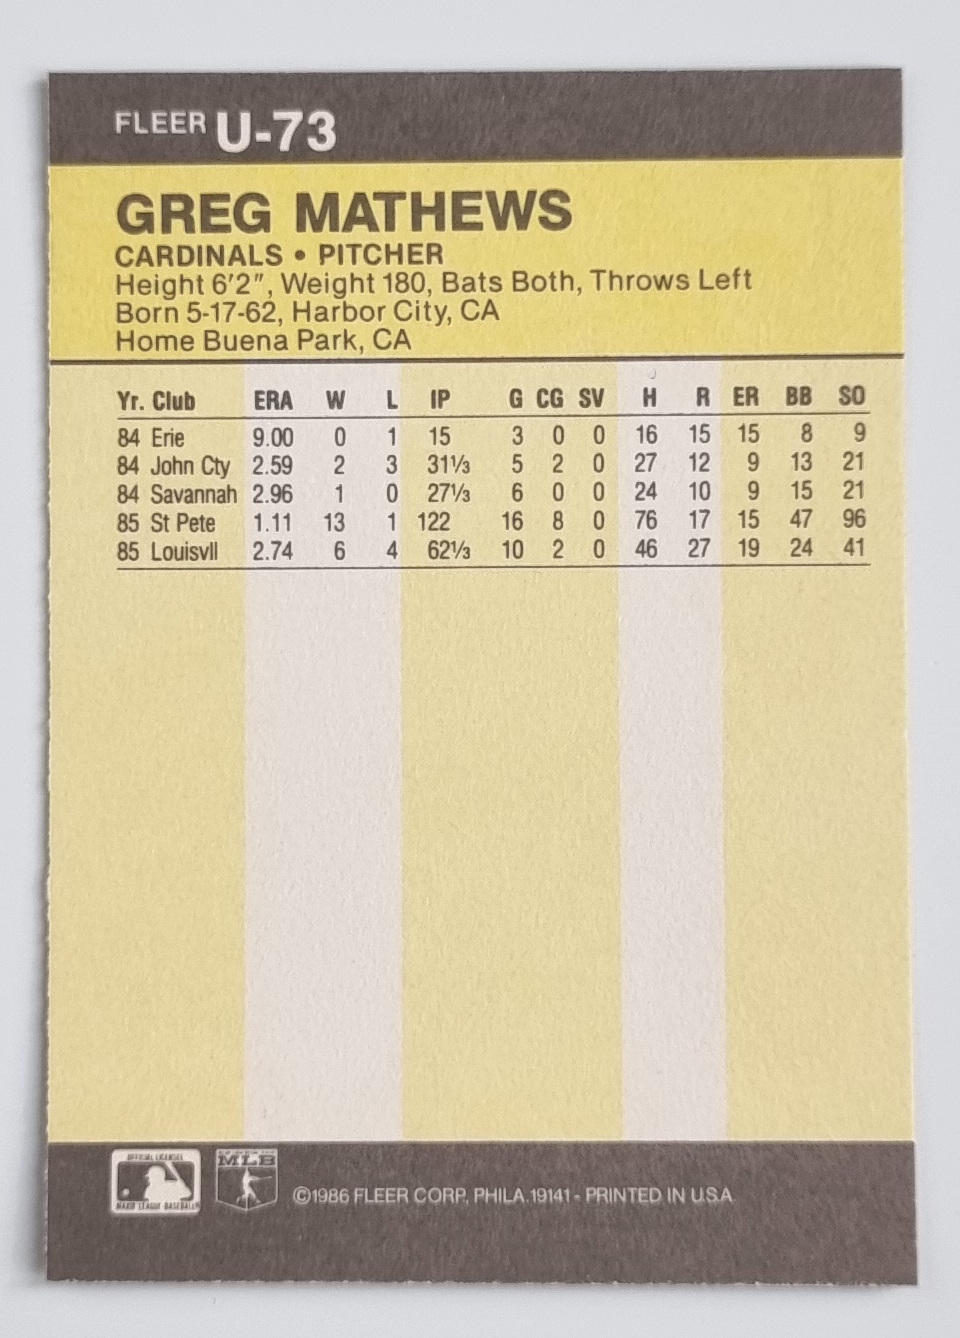 FLEER U-73
GREG MATHEWS
CARDINALS • PITCHER
Height 6'2", Weight 180, Bats Both, Throws Left
Born 5-17-62, Harbor City, CA
Home Buena Park, CA
Yr. Club ERA W L IP G CG SV H R ER BB SO
84 Erie 9.00 0 1 15 3 0 0 16 15 15 8 9
84 John Cty 2.59 2 3 31⅓ 5 2 0 27 12 9 13 21
84 Savannah 2.96 1 0 27⅓ 6 0 0 24 10 9 15 21
85 St Pete 1.11 13 1 122 16 8 0 76 17 15 47 96
85 Louisvll 2.74 6 4 62⅓ 10 2 0 46 27 19 24 41
OFFICIAL LICENSEE
MAJOR LEAGUE BASEBALL
MLB
©1986 FLEER CORP., PHILA. 19141 - PRINTED IN U.S.A.